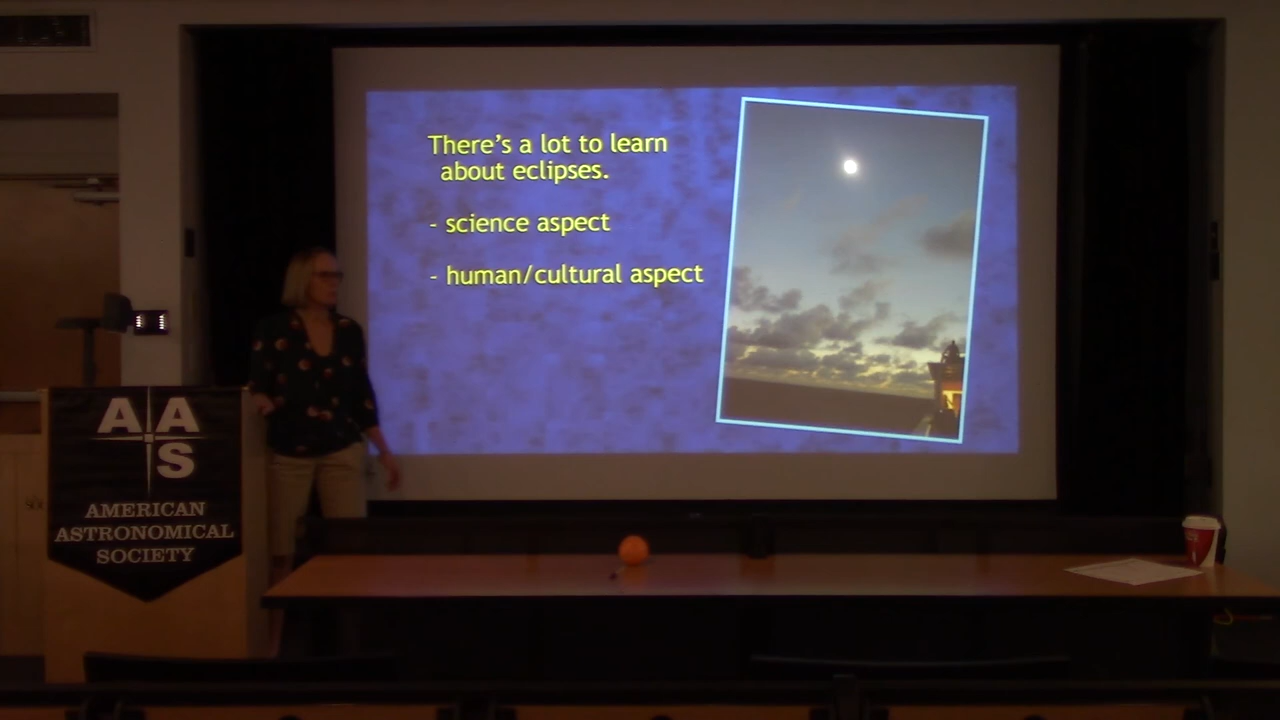 There's a lot to learn
about eclipses.
- science aspect
- human/cultural aspect
A A
S
AMERICAN
ASTRONOMICAL
SOCIETY